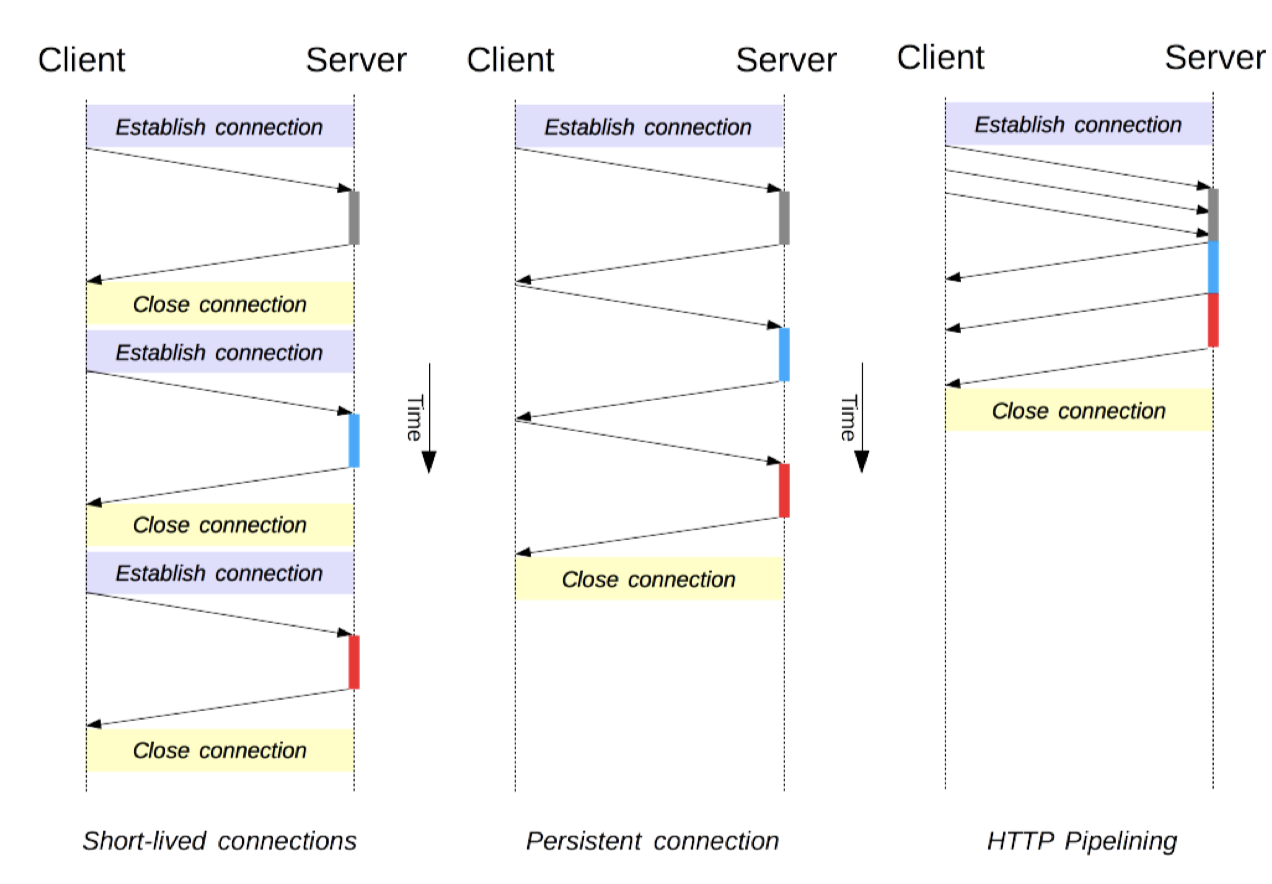 Client Server
Establish connection
Close connection
Establish connection
Close connection
Establish connection
Close connection
Short-lived connections
Time
Client Server
Establish connection
Close connection
Persistent connection
Time
Client Server
Establish connection
Close connection
HTTP Pipelining